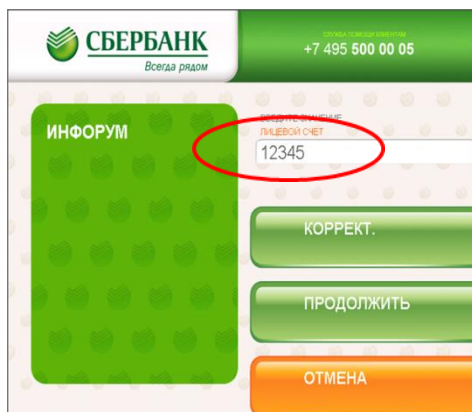 СБЕРБАНК
Всегда рядом
СЛУЖБА ПОМОЩИ КЛИЕНТАМ
+7 495 500 00 05
ИНФОРУМ
ВВЕДИТЕ ЗНАЧЕНИЕ
ЛИЦЕВОЙ СЧЕТ
12345
КОРРЕКТ.
ПРОДОЛЖИТЬ
ОТМЕНА